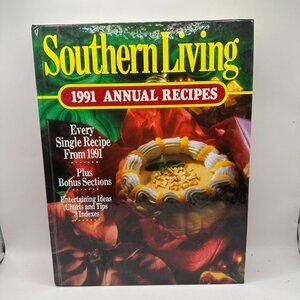 Southern Living
1991 ANNUAL RECIPES
Every
Single Recipe
From 1991
Plus
Bonus Sections
Entertaining Ideas
Charts and Tips
3 Indexes